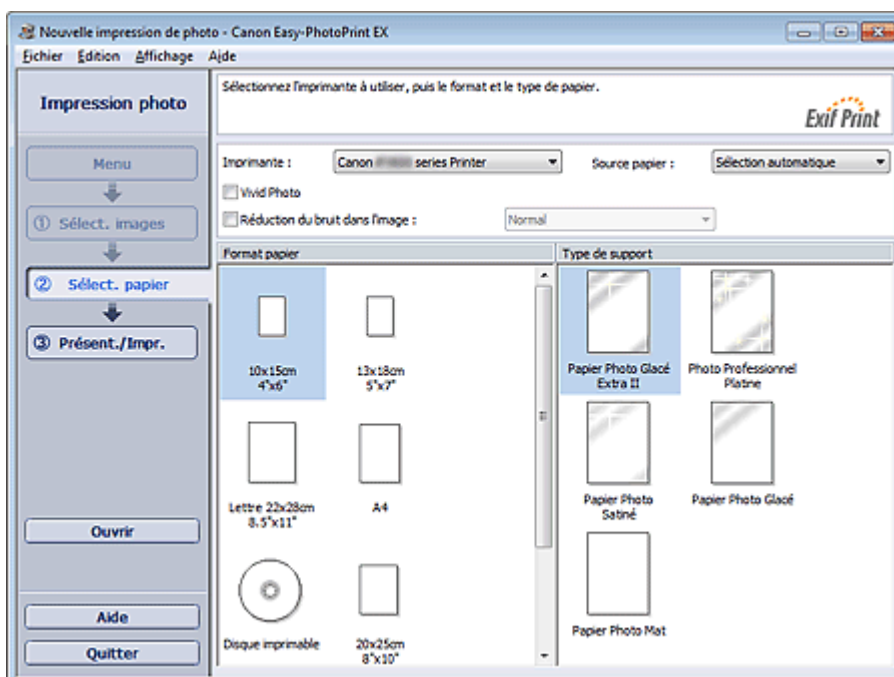 Nouvelle impression de photo - Canon Easy-PhotoPrint EX
Fichier Édition Affichage Aide
Impression photo
Sélectionnez l'imprimante à utiliser, puis le format et le type de papier.
Exif Print
Menu
① Sélect. images
② Sélect. papier
③ Présent./Impr.
Ouvrir
Aide
Quitter
Imprimante :
Canon series Printer
Source papier :
Sélection automatique
Vivid Photo
Réduction du bruit dans l'image :
Normal
Format papier
10x15cm
4"x6"
13x18cm
5"x7"
Lettre 22x28cm
8.5"x11"
A4
Disque imprimable
20x25cm
8"x10"
Type de support
Papier Photo Glacé
Extra II
Photo Professionnel
Platine
Papier Photo
Satiné
Papier Photo Glacé
Papier Photo Mat